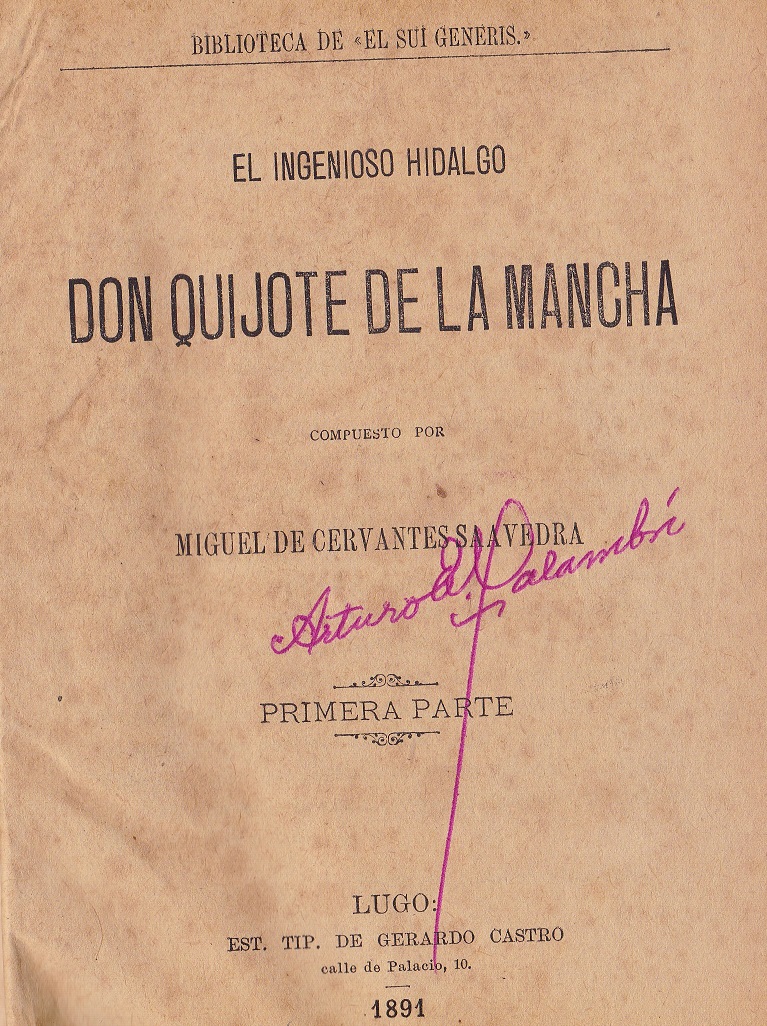 BIBLIOTECA DE «EL SUI GENERIS.»
EL INGENIOSO HIDALGO
DON QUIJOTE DE LA MANCHA
COMPUESTO POR
MIGUEL DE CERVANTES SAAVEDRA
Arturo
PRIMERA PARTE
LUGO:
EST. TIP. DE GERARDO CASTRO
calle de Palacio, 10.
1891